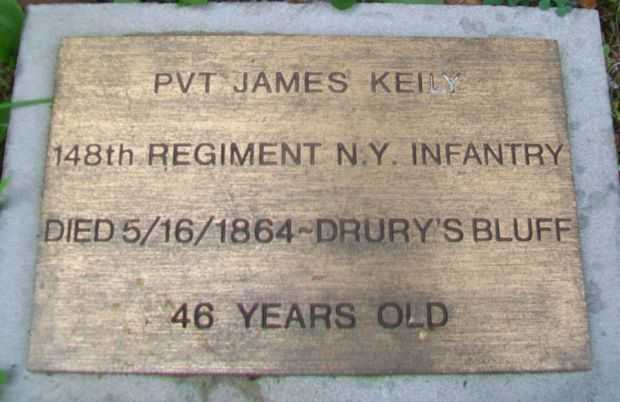 PVT JAMES KEILY
148th REGIMENT N.Y. INFANTRY
DIED 5/16/1864~DRURY'S BLUFF
46 YEARS OLD